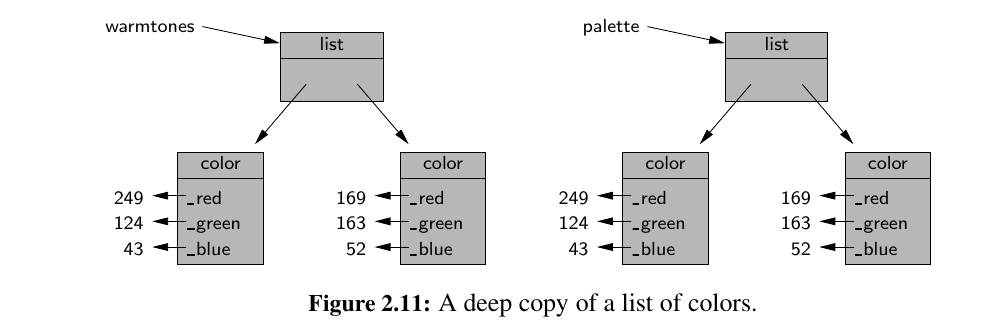 warmtones palette
list list
color color color color
249 _red 169 _red 249 _red 169 _red
124 _green 163 _green 124 _green 163 _green
43 _blue 52 _blue 43 _blue 52 _blue
Figure 2.11: A deep copy of a list of colors.